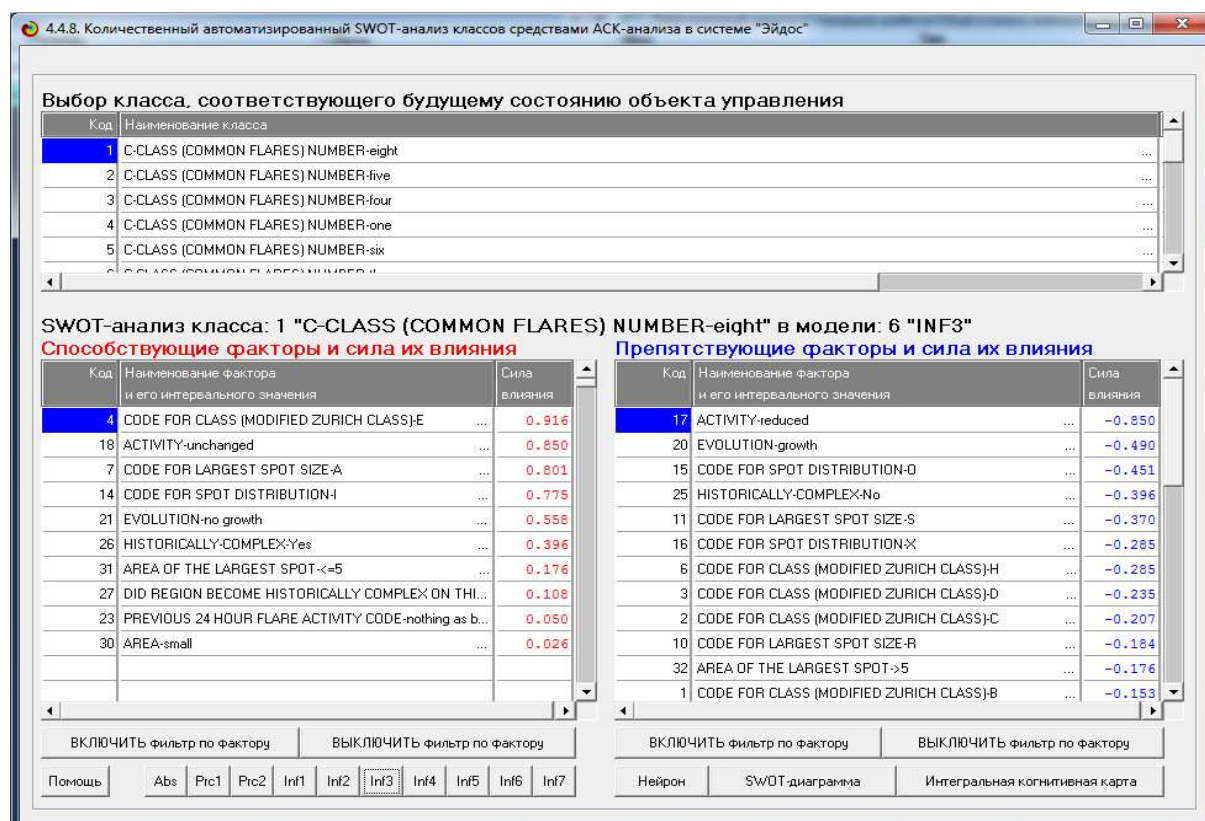 4.4.8. Количественный автоматизированный SWOT-анализ классов средствами АСК-анализа в системе "Эйдос"
Выбор класса, соответствующего будущему состоянию объекта управления
Код Наименование класса
1 C-CLASS (COMMON FLARES) NUMBER-eight ...
2 C-CLASS (COMMON FLARES) NUMBER-five ...
3 C-CLASS (COMMON FLARES) NUMBER-four ...
4 C-CLASS (COMMON FLARES) NUMBER-one ...
5 C-CLASS (COMMON FLARES) NUMBER-six ...
SWOT-анализ класса: 1 "C-CLASS (COMMON FLARES) NUMBER-eight" в модели: 6 "INF3"
Способствующие факторы и сила их влияния
Код Наименование фактора Сила
и его интервального значения влияния
4 CODE FOR CLASS (MODIFIED ZURICH CLASS)-E ... 0.916
18 ACTIVITY-unchanged ... 0.850
7 CODE FOR LARGEST SPOT SIZE-A ... 0.801
14 CODE FOR SPOT DISTRIBUTION-I ... 0.775
21 EVOLUTION-no growth ... 0.558
26 HISTORICALLY-COMPLEX-Yes ... 0.396
31 AREA OF THE LARGEST SPOT-<=5 ... 0.176
27 DID REGION BECOME HISTORICALLY COMPLEX ON THI... 0.108
23 PREVIOUS 24 HOUR FLARE ACTIVITY CODE-nothing as b... 0.050
30 AREA-small ... 0.026
ВКЛЮЧИТЬ фильтр по фактору ВЫКЛЮЧИТЬ фильтр по фактору
Помощь Abs Prc1 Prc2 Inf1 Inf2 Inf3 Inf4 Inf5 Inf6 Inf7
Препятствующие факторы и сила их влияния
Код Наименование фактора Сила
и его интервального значения влияния
17 ACTIVITY-reduced ... -0.850
20 EVOLUTION-growth ... -0.490
15 CODE FOR SPOT DISTRIBUTION-O ... -0.451
25 HISTORICALLY-COMPLEX-No ... -0.396
11 CODE FOR LARGEST SPOT SIZE-S ... -0.370
16 CODE FOR SPOT DISTRIBUTION-X ... -0.285
6 CODE FOR CLASS (MODIFIED ZURICH CLASS)-H ... -0.285
3 CODE FOR CLASS (MODIFIED ZURICH CLASS)-D ... -0.235
2 CODE FOR CLASS (MODIFIED ZURICH CLASS)-C ... -0.207
10 CODE FOR LARGEST SPOT SIZE-R ... -0.184
32 AREA OF THE LARGEST SPOT->5 ... -0.176
1 CODE FOR CLASS (MODIFIED ZURICH CLASS)-B ... -0.153
ВКЛЮЧИТЬ фильтр по фактору ВЫКЛЮЧИТЬ фильтр по фактору
Нейрон SWOT-диаграмма Интегральная когнитивная карта